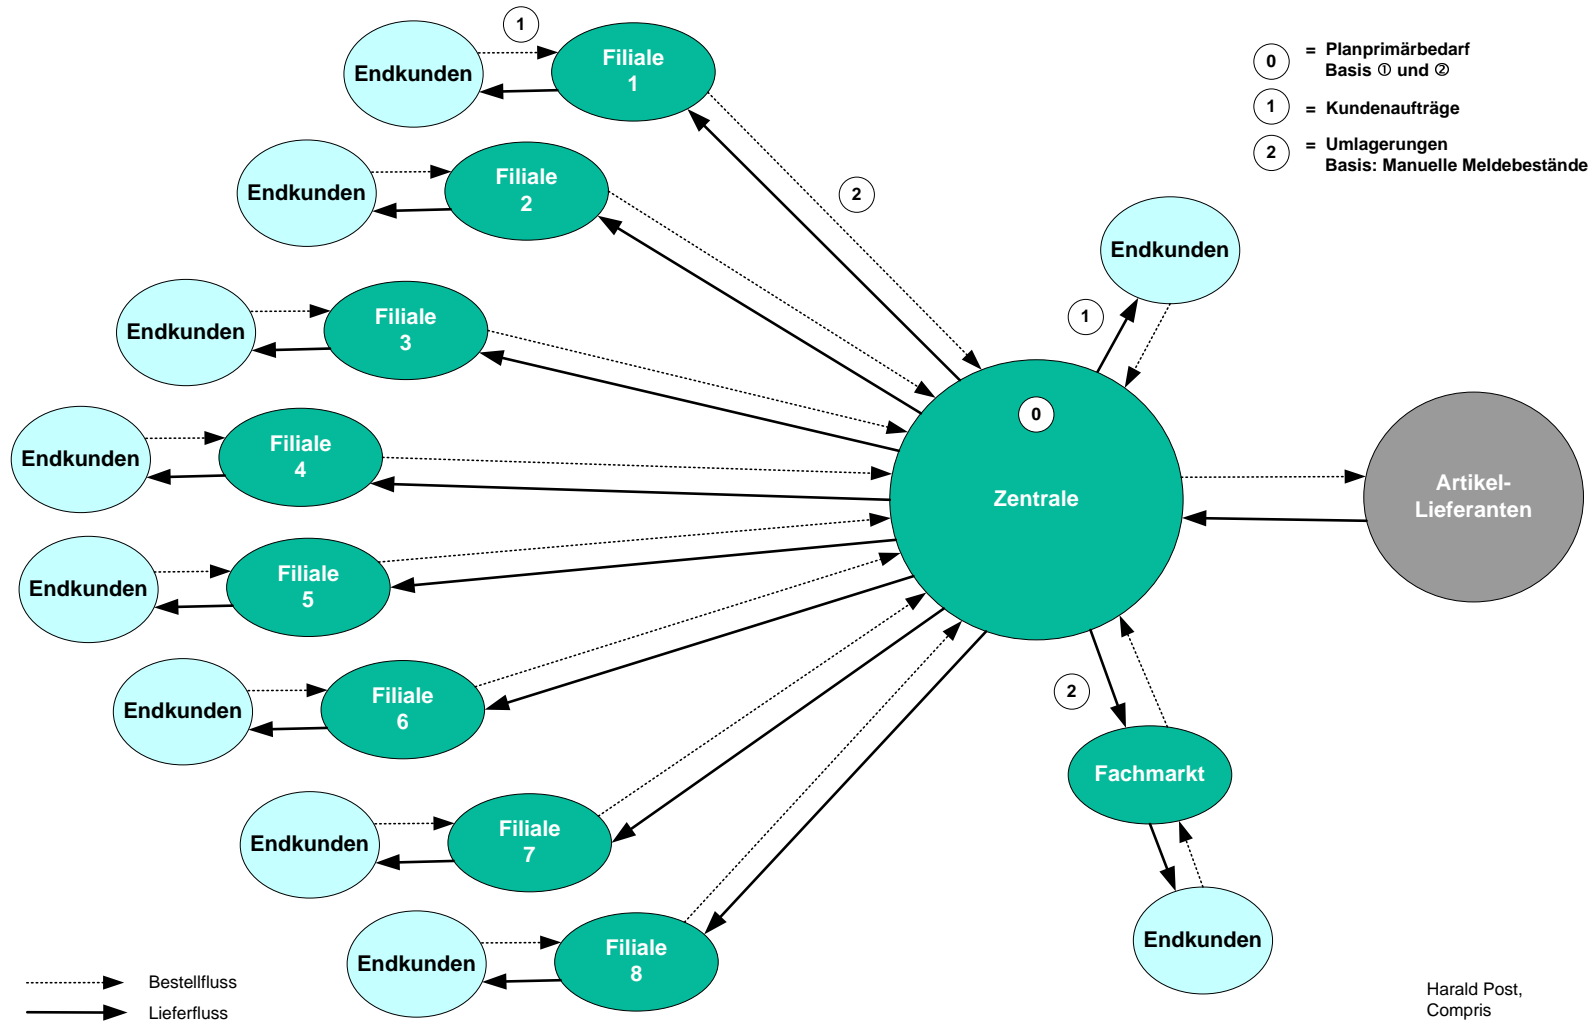 1
Endkunden
Filiale
1
0
= Planprimärbedarf
Basis ① und ②
1
= Kundenaufträge
2
= Umlagerungen
Basis: Manuelle Meldebestände
Endkunden
Filiale
2
2
Endkunden
1
Endkunden
Filiale
3
0
Endkunden
Filiale
4
Zentrale
Artikel-
Lieferanten
Endkunden
Filiale
5
Endkunden
Filiale
6
2
Fachmarkt
Endkunden
Filiale
7
Endkunden
Endkunden
Filiale
8
Bestellfluss
Lieferfluss
Harald Post,
Compris